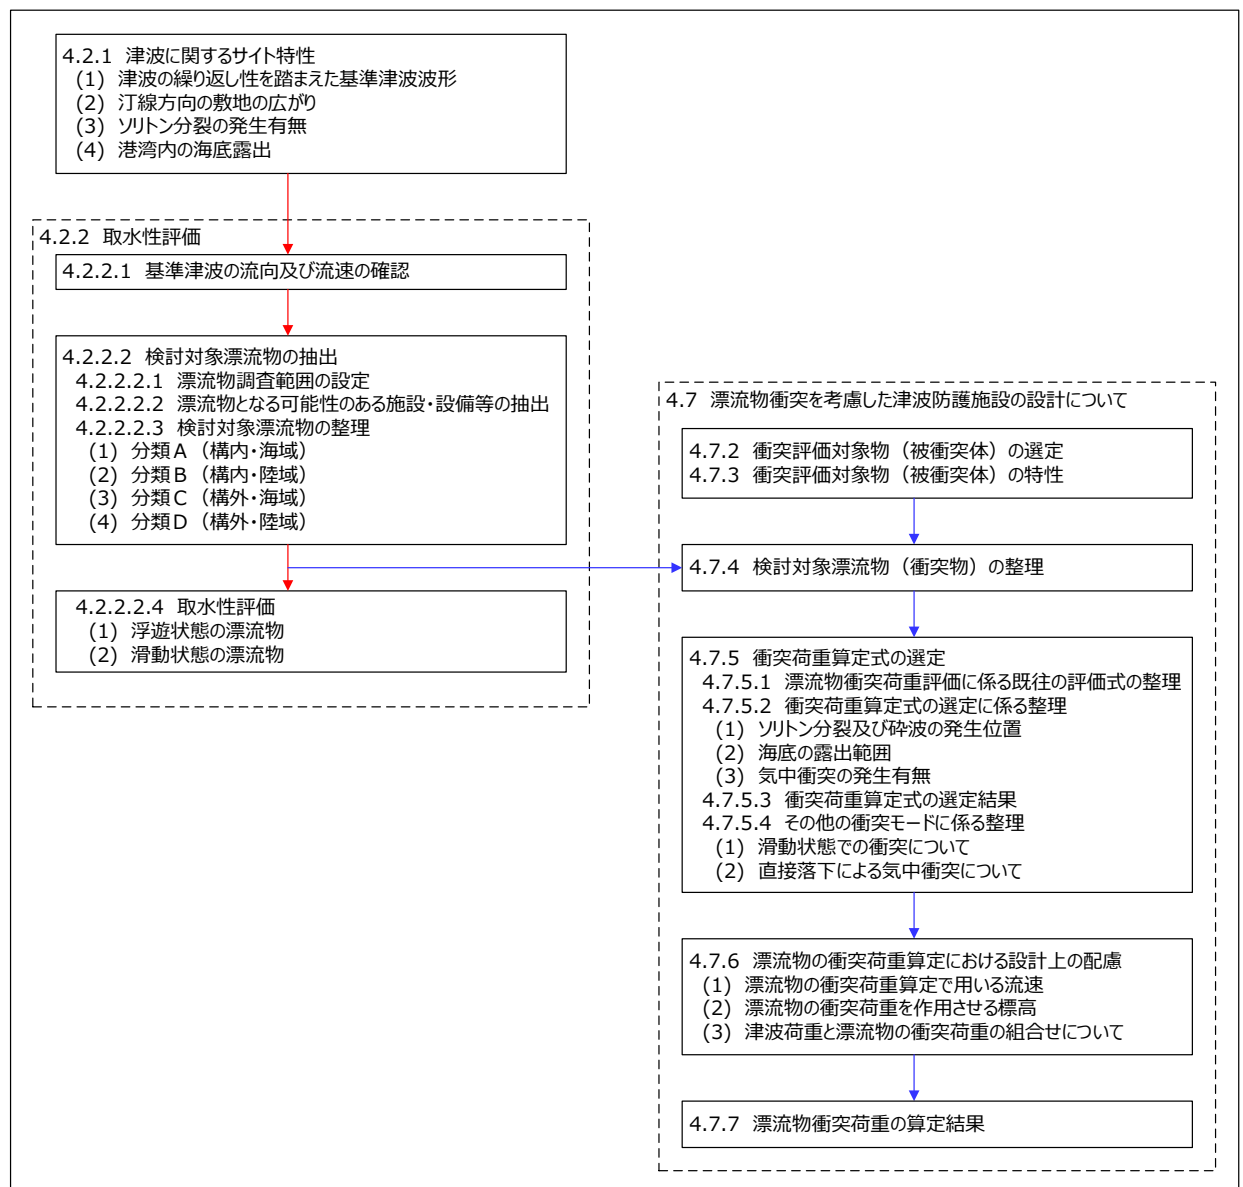 4.2.1 津波に関するサイト特性
(1) 津波の繰り返し性を踏まえた基準津波波形
(2) 汀線方向の敷地の広がり
(3) ソリトン分裂の発生有無
(4) 港湾内の海底露出
4.2.2 取水性評価
4.2.2.1 基準津波の流向及び流速の確認
4.2.2.2 検討対象漂流物の抽出
4.2.2.2.1 漂流物調査範囲の設定
4.2.2.2.2 漂流物となる可能性のある施設・設備等の抽出
4.2.2.2.3 検討対象漂流物の整理
(1) 分類A(構内・海域)
(2) 分類B(構内・陸域)
(3) 分類C(構外・海域)
(4) 分類D(構外・陸域)
4.2.2.2.4 取水性評価
(1) 浮遊状態の漂流物
(2) 滑動状態の漂流物
4.7 漂流物衝突を考慮した津波防護施設の設計について
4.7.2 衝突評価対象物(被衝突体)の選定
4.7.3 衝突評価対象物(被衝突体)の特性
4.7.4 検討対象漂流物(衝突物)の整理
4.7.5 衝突荷重算定式の選定
4.7.5.1 漂流物衝突荷重評価に係る既往の評価式の整理
4.7.5.2 衝突荷重算定式の選定に係る整理
(1) ソリトン分裂及び砕波の発生位置
(2) 海底の露出範囲
(3) 気中衝突の発生有無
4.7.5.3 衝突荷重算定式の選定結果
4.7.5.4 その他の衝突モードに係る整理
(1) 滑動状態での衝突について
(2) 直接落下による気中衝突について
4.7.6 漂流物の衝突荷重算定における設計上の配慮
(1) 漂流物の衝突荷重算定で用いる流速
(2) 漂流物の衝突荷重を作用させる標高
(3) 津波荷重と漂流物の衝突荷重の組合せについて
4.7.7 漂流物衝突荷重の算定結果